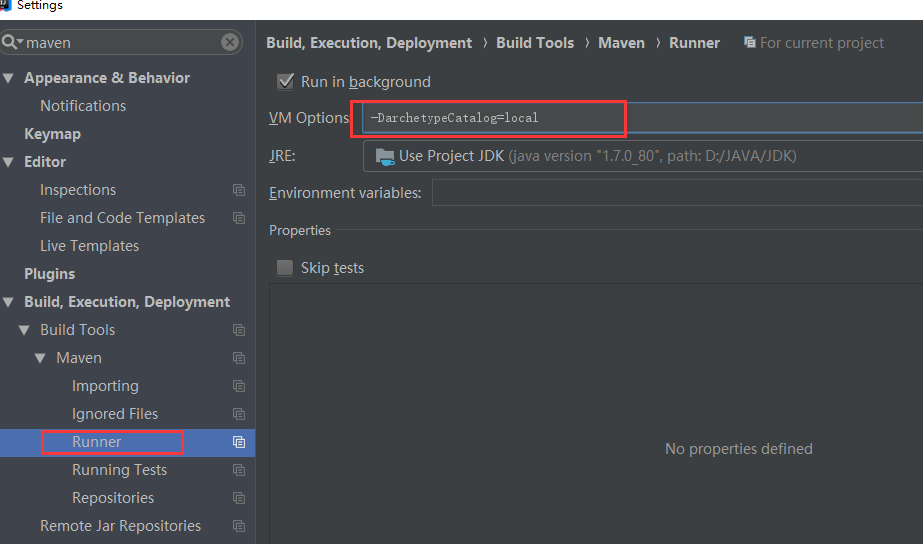 Settings
maven
Build, Execution, Deployment › Build Tools › Maven › Runner For current project
Appearance & Behavior
Notifications
Keymap
Editor
Inspections
File and Code Templates
Live Templates
Plugins
Build, Execution, Deployment
Build Tools
Maven
Importing
Ignored Files
Runner
Running Tests
Repositories
Remote Jar Repositories
Run in background
VM Options
-DarchetypeCatalog=local
JRE:
Use Project JDK (java version "1.7.0_80", path: D:/JAVA/JDK)
Environment variables:
Properties
Skip tests
No properties defined